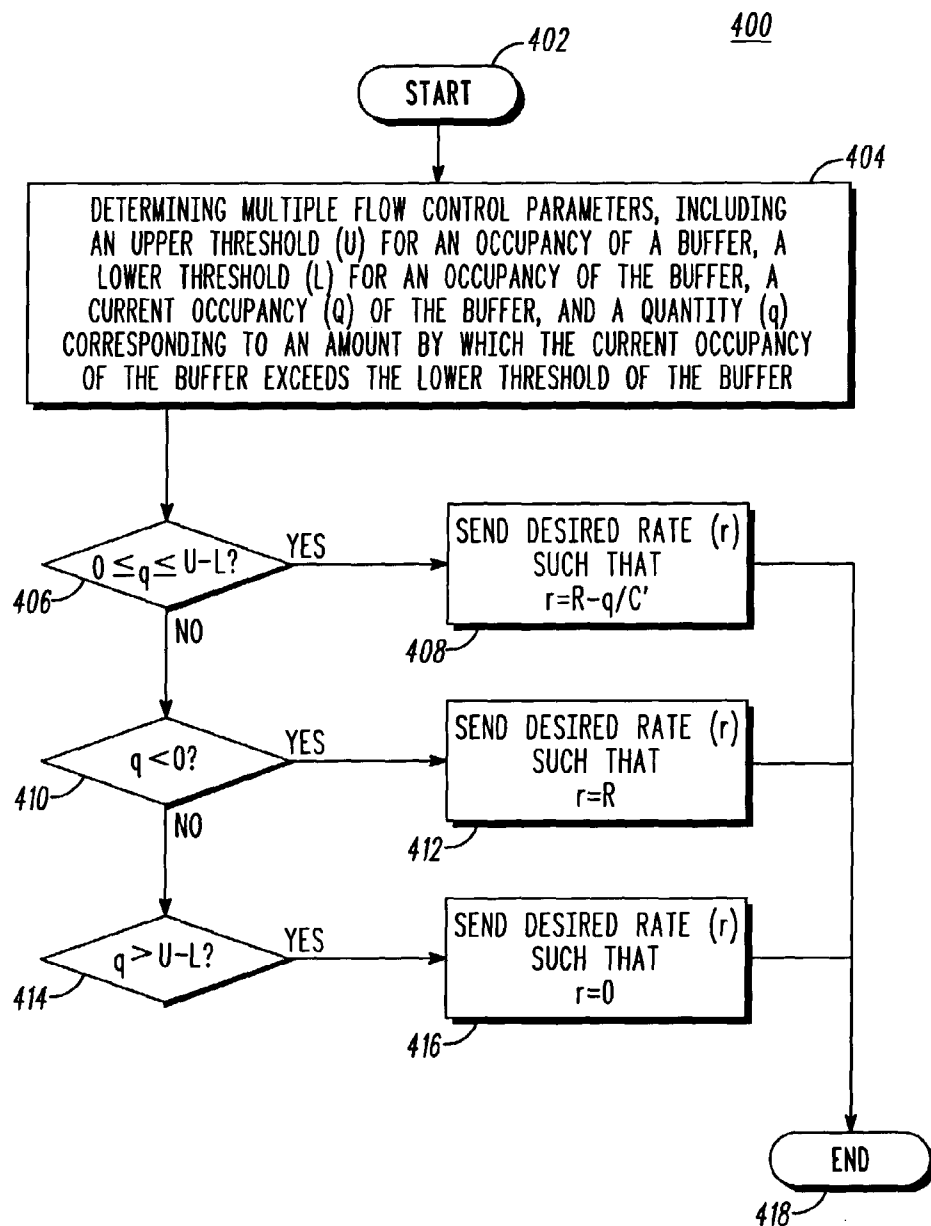 400
402
START
404
DETERMINING MULTIPLE FLOW CONTROL PARAMETERS, INCLUDING
AN UPPER THRESHOLD (U) FOR AN OCCUPANCY OF A BUFFER, A
LOWER THRESHOLD (L) FOR AN OCCUPANCY OF THE BUFFER, A
CURRENT OCCUPANCY (Q) OF THE BUFFER, AND A QUANTITY (q)
CORRESPONDING TO AN AMOUNT BY WHICH THE CURRENT OCCUPANCY
OF THE BUFFER EXCEEDS THE LOWER THRESHOLD OF THE BUFFER
0 ≤ q ≤ U-L?
YES
406
NO
SEND DESIRED RATE (r)
SUCH THAT
r=R-q/C'
408
q<0?
YES
410
NO
SEND DESIRED RATE (r)
SUCH THAT
r=R
412
q > U-L?
YES
414
SEND DESIRED RATE (r)
SUCH THAT
r=0
416
END
418